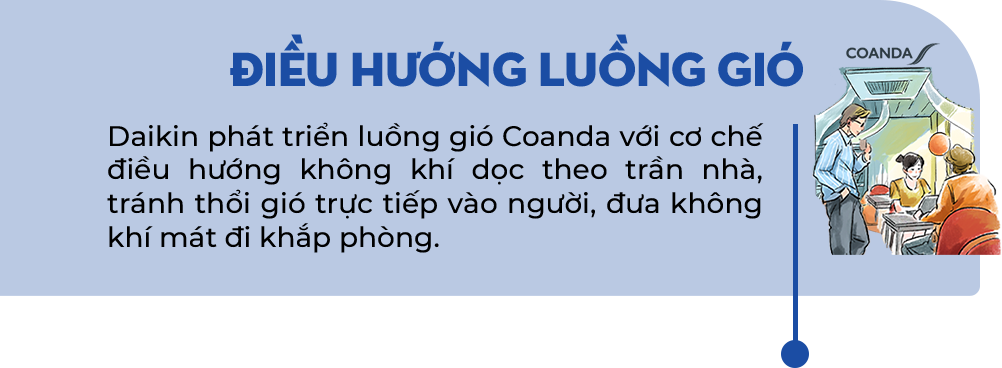 ĐIỀU HƯỚNG LUỒNG GIÓ
COANDA
Daikin phát triển luồng gió Coanda với cơ chế
điều hướng không khí dọc theo trần nhà,
tránh thổi gió trực tiếp vào người, đưa không
khí mát đi khắp phòng.